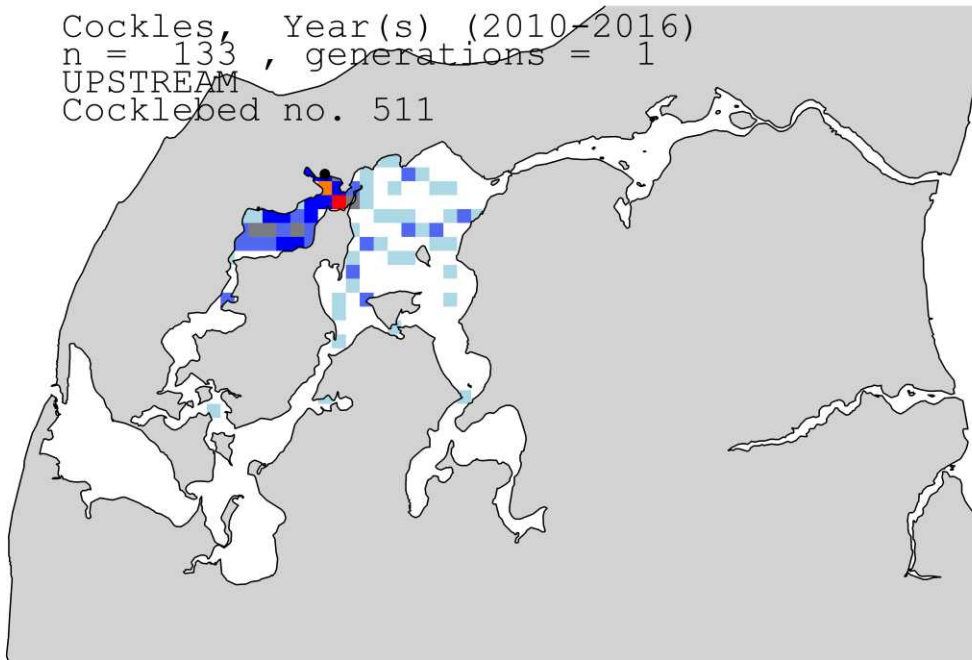 Cockles, Year(s) (2010-2016)
n = 133 , generations = 1
UPSTREAM
Cocklebed no. 511